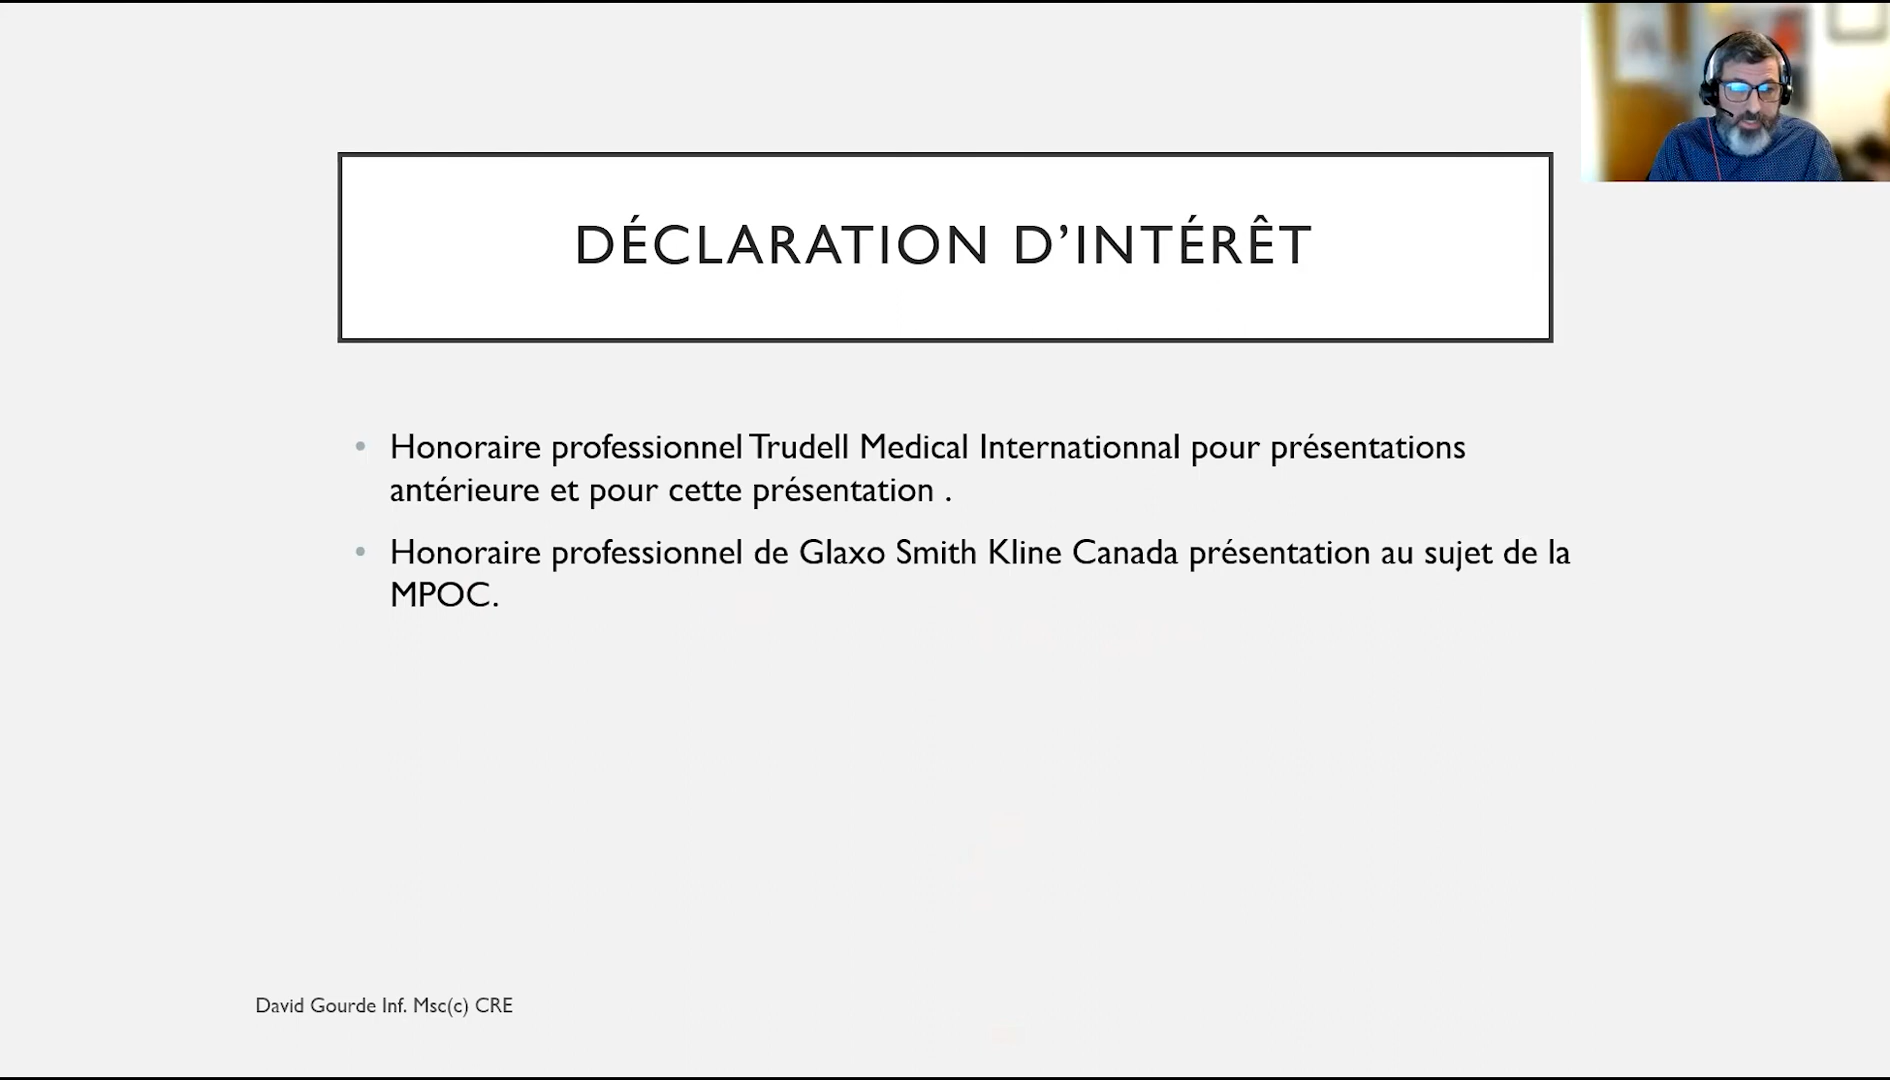 DÉCLARATION D’INTÉRÊT
Honoraire professionnel Trudell Medical Internationnal pour présentations
antérieure et pour cette présentation .
Honoraire professionnel de Glaxo Smith Kline Canada présentation au sujet de la
MPOC.
David Gourde Inf. Msc(c) CRE